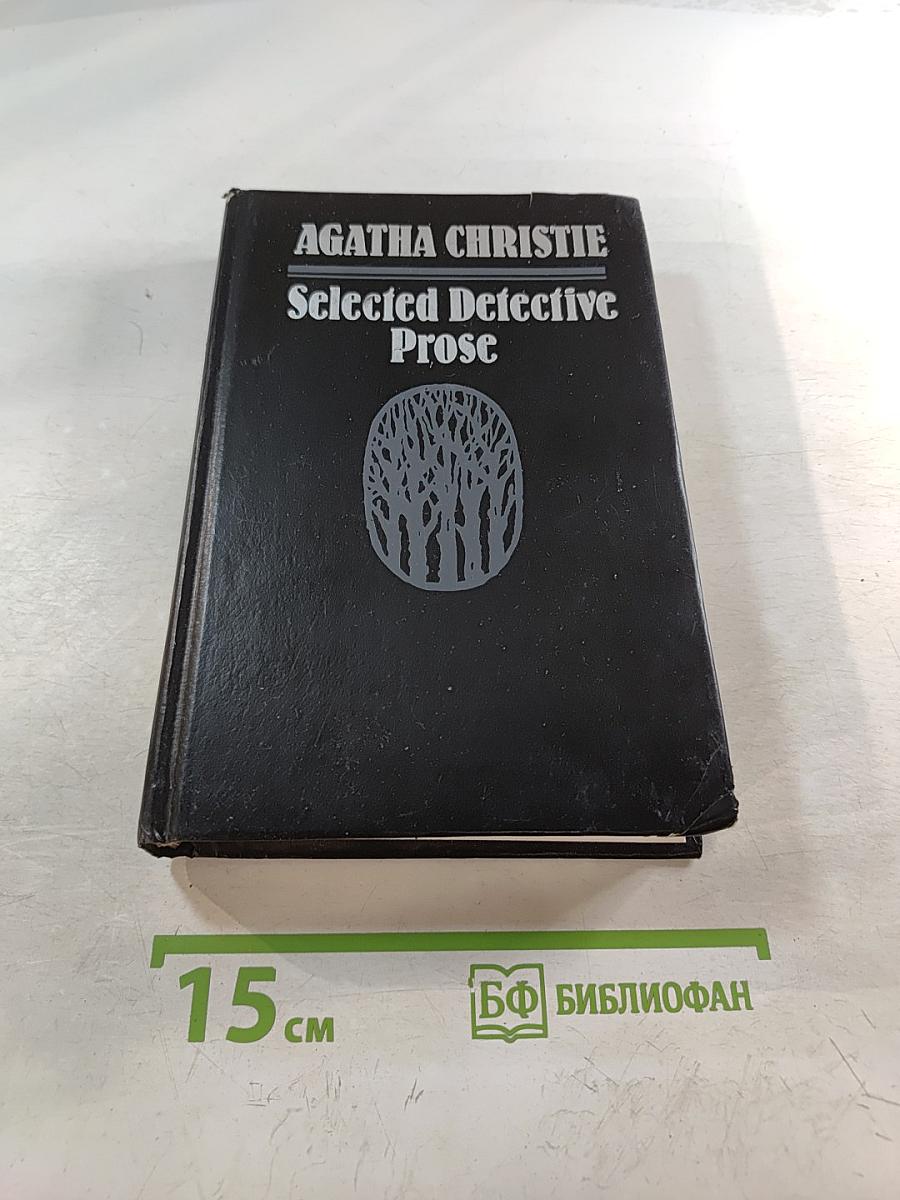 AGATHA CHRISTIE
Selected Detective
Prose
15 см
БФ БИБЛИОФАН